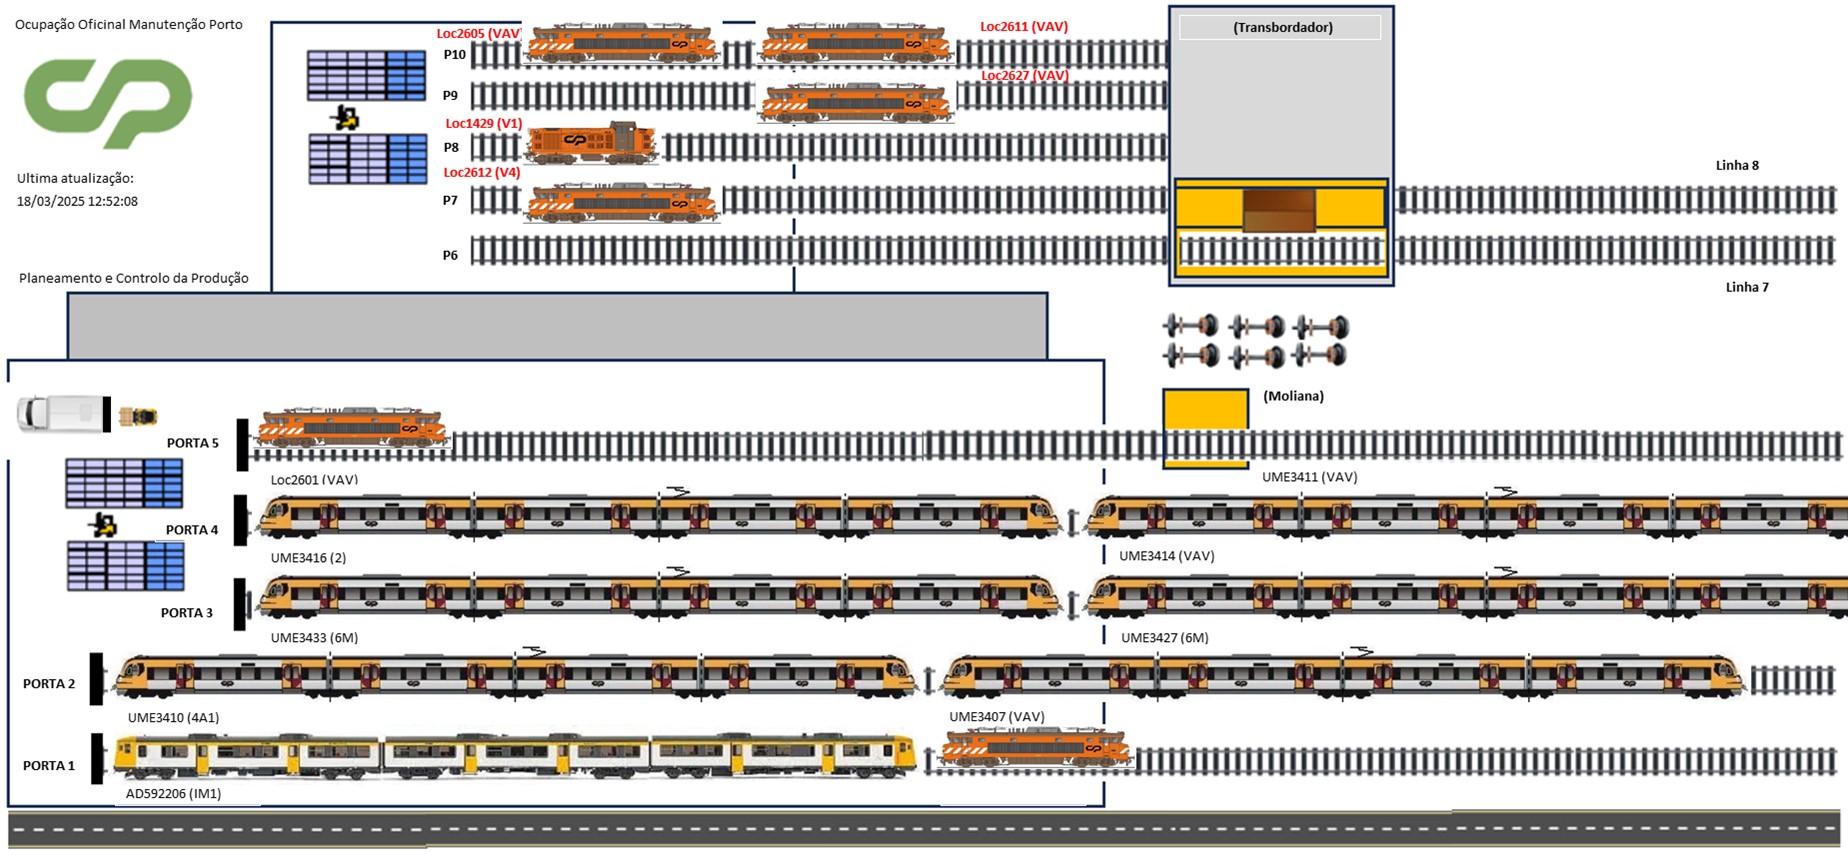 Ocupação Oficinal Manutenção Porto
Ultima atualização:
18/03/2025 12:52:08
Planeamento e Controlo da Produção
Loc2605 (VAV)
Loc2611 (VAV)
P10
Loc2627 (VAV)
P9
Loc1429 (V1)
P8
Loc2612 (V4)
P7
P6
(Transbordador)
Linha 8
Linha 7
(Moliana)
PORTA 5
Loc2601 (VAV)
UME3411 (VAV)
PORTA 4
UME3416 (2)
UME3414 (VAV)
PORTA 3
UME3433 (6M)
UME3427 (6M)
PORTA 2
UME3410 (4A1)
UME3407 (VAV)
PORTA 1
AD592206 (IM1)